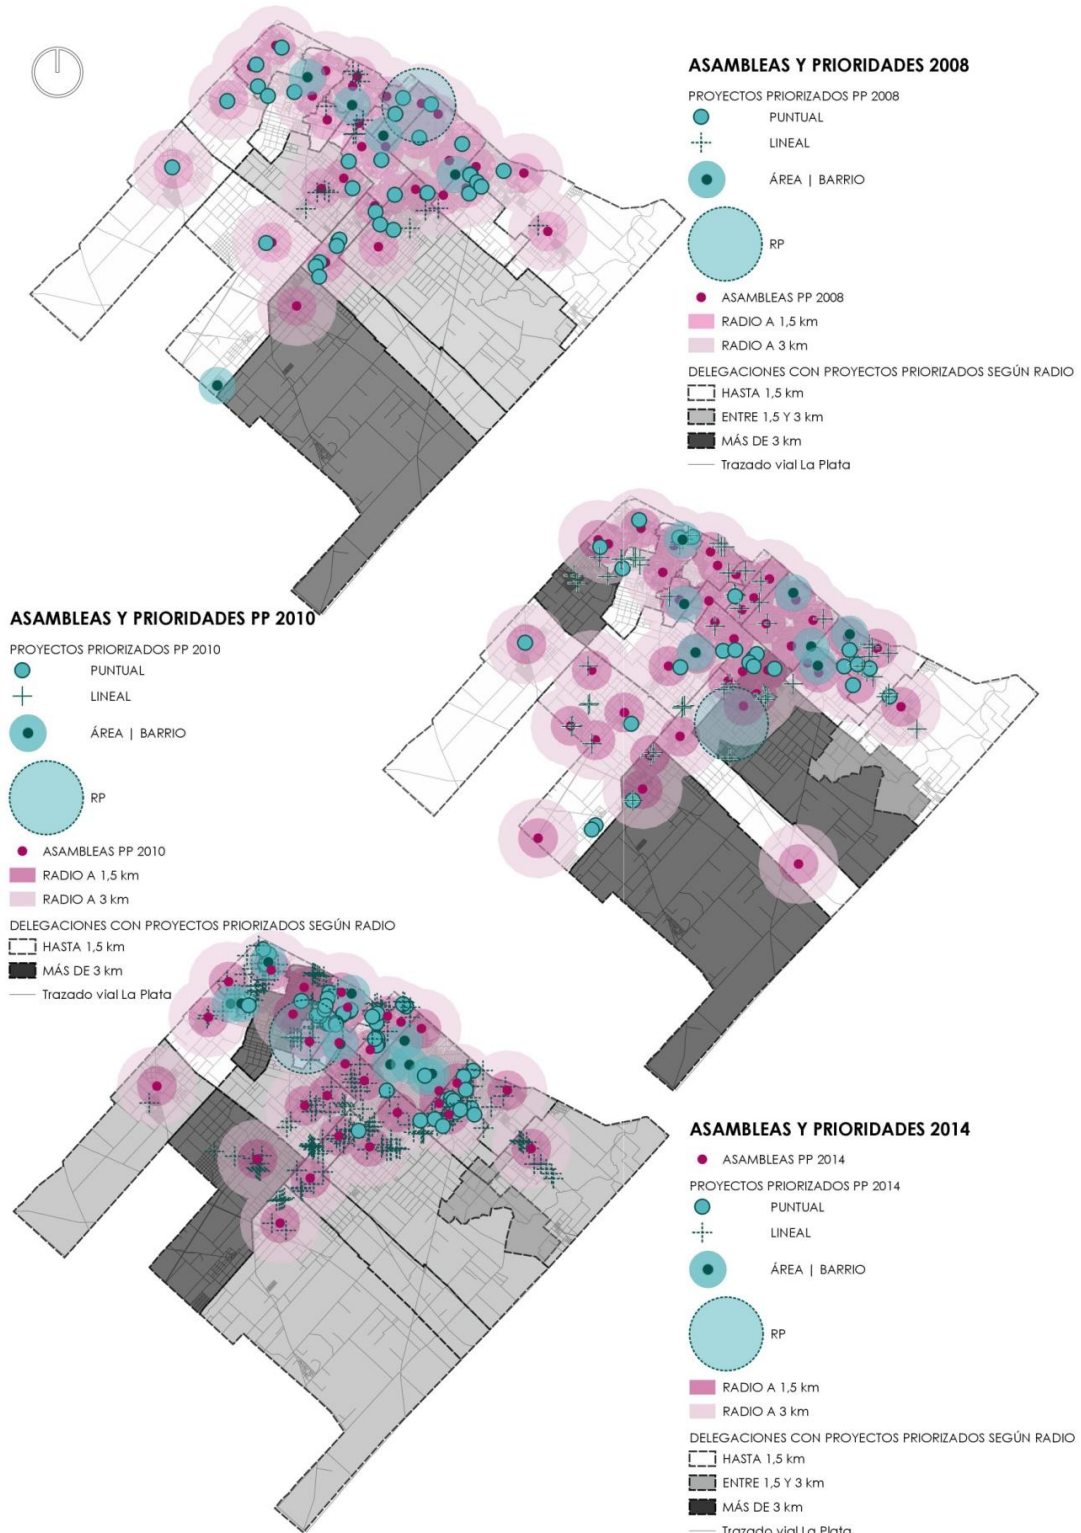 ASAMBLEAS Y PRIORIDADES 2008
PROYECTOS PRIORIZADOS PP 2008
PUNTUAL
LINEAL
ÁREA | BARRIO
RP
ASAMBLEAS PP 2008
RADIO A 1,5 km
RADIO A 3 km
DELEGACIONES CON PROYECTOS PRIORIZADOS SEGÚN RADIO
HASTA 1,5 km
ENTRE 1,5 Y 3 km
MÁS DE 3 km
Trazado vial La Plata
ASAMBLEAS Y PRIORIDADES PP 2010
PROYECTOS PRIORIZADOS PP 2010
PUNTUAL
LINEAL
ÁREA | BARRIO
RP
ASAMBLEAS PP 2010
RADIO A 1,5 km
RADIO A 3 km
DELEGACIONES CON PROYECTOS PRIORIZADOS SEGÚN RADIO
HASTA 1,5 km
MÁS DE 3 km
Trazado vial La Plata
ASAMBLEAS Y PRIORIDADES 2014
ASAMBLEAS PP 2014
PROYECTOS PRIORIZADOS PP 2014
PUNTUAL
LINEAL
ÁREA | BARRIO
RP
RADIO A 1,5 km
RADIO A 3 km
DELEGACIONES CON PROYECTOS PRIORIZADOS SEGÚN RADIO
HASTA 1,5 km
ENTRE 1,5 Y 3 km
MÁS DE 3 km
Trazado vial La Plata